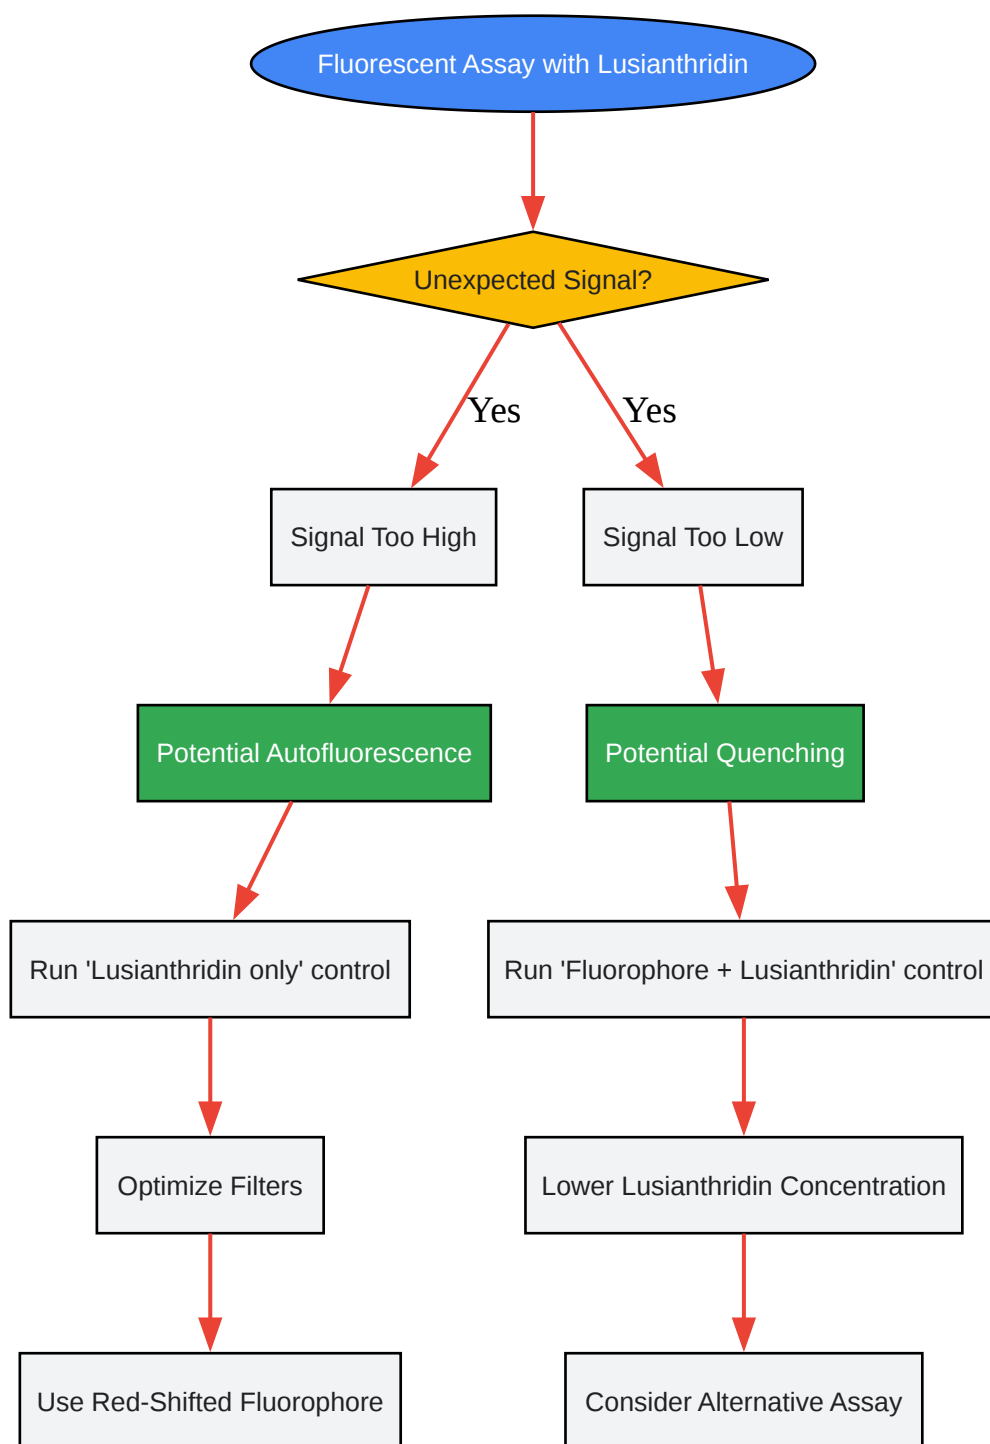 Fluorescent Assay with Lusianthridin
Unexpected Signal?
Yes
Yes
Signal Too High
Signal Too Low
Potential Autofluorescence
Potential Quenching
Run 'Lusianthridin only' control
Run 'Fluorophore + Lusianthridin' control
Optimize Filters
Lower Lusianthridin Concentration
Use Red-Shifted Fluorophore
Consider Alternative Assay